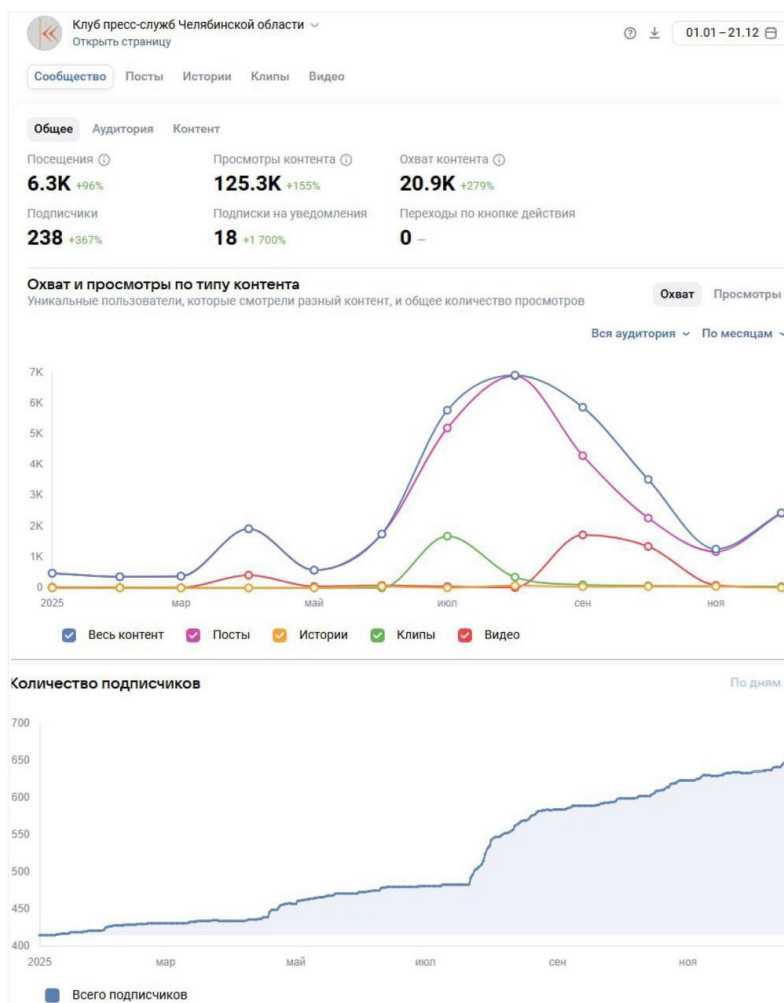 Клуб пресс-служб Челябинской области
Открыть страницу
01.01 – 21.12
Сообщество Посты Истории Клипы Видео
Общее Аудитория Контент
Посещения Просмотры контента Охват контента
6.3K +96% 125.3K +155% 20.9K +279%
Подписчики Подписки на уведомления Переходы по кнопке действия
238 +367% 18 +1 700% 0 –
Охват и просмотры по типу контента
Уникальные пользователи, которые смотрели разный контент, и общее количество просмотров
Охват Просмотры
Вся аудитория По месяцам
7K
6K
5K
4K
3K
2K
1K
0
2025 мар май июл сен ноя
Весь контент Посты Истории Клипы Видео
Количество подписчиков
По дням
700
650
600
550
500
450
400
2025 мар май июл сен ноя
Всего подписчиков